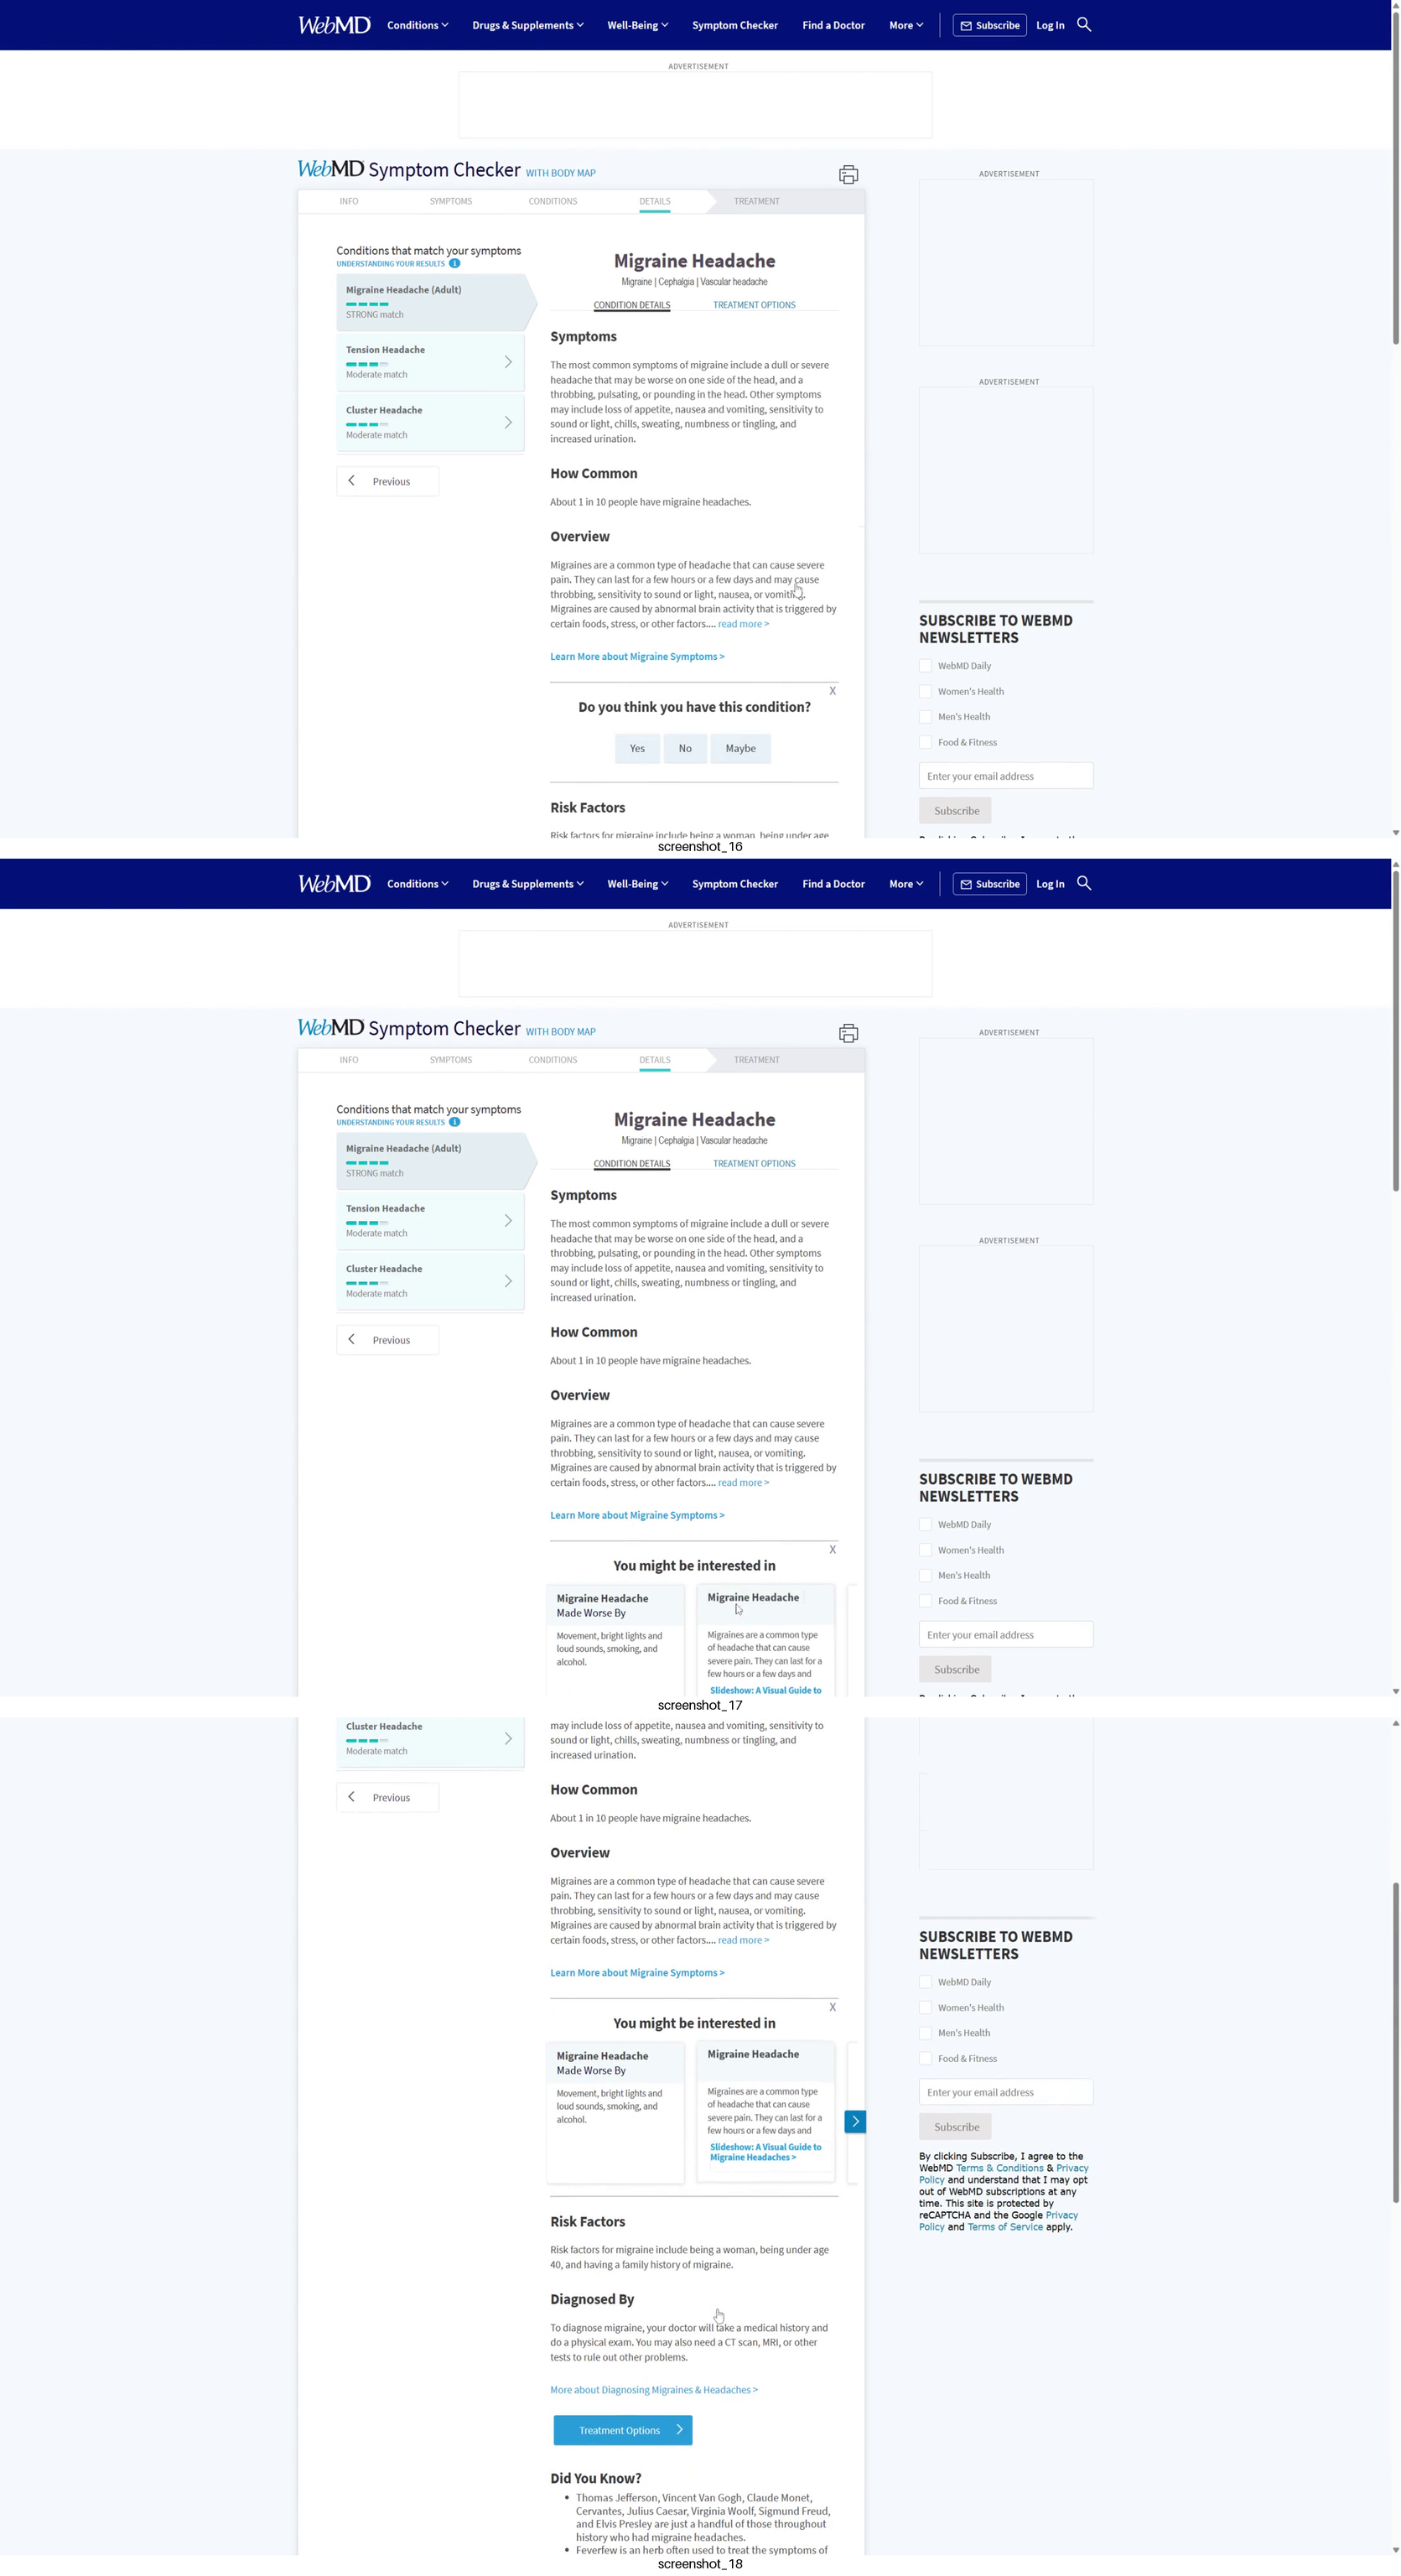 WebMD Conditions Drugs & Supplements Well-Being Symptom Checker Find a Doctor More Subscribe Log In
ADVERTISEMENT
WebMD Symptom Checker WITH BODY MAP
INFO SYMPTOMS CONDITIONS DETAILS TREATMENT
Conditions that match your symptoms
UNDERSTANDING YOUR RESULTS i
Migraine Headache (Adult)
STRONG match
Tension Headache
Moderate match
Cluster Headache
Moderate match
Previous
Migraine Headache
Migraine | Cephalgia | Vascular headache
CONDITION DETAILS TREATMENT OPTIONS
Symptoms
The most common symptoms of migraine include a dull or severe
headache that may be worse on one side of the head, and a
throbbing, pulsating, or pounding in the head. Other symptoms
may include loss of appetite, nausea and vomiting, sensitivity to
sound or light, chills, sweating, numbness or tingling, and
increased urination.
How Common
About 1 in 10 people have migraine headaches.
Overview
Migraines are a common type of headache that can cause severe
pain. They can last for a few hours or a few days and may cause
throbbing, sensitivity to sound or light, nausea, or vomiting.
Migraines are caused by abnormal brain activity that is triggered by
certain foods, stress, or other factors.... read more >
Learn More about Migraine Symptoms >
X
Do you think you have this condition?
Yes No Maybe
Risk Factors
Risk factors for migraine include being a woman, being under age
ADVERTISEMENT
ADVERTISEMENT
SUBSCRIBE TO WEBMD
NEWSLETTERS
WebMD Daily
Women's Health
Men's Health
Food & Fitness
Enter your email address
Subscribe
By clicking Subscribe, I agree to the
screenshot_16
WebMD Conditions Drugs & Supplements Well-Being Symptom Checker Find a Doctor More Subscribe Log In
ADVERTISEMENT
WebMD Symptom Checker WITH BODY MAP
INFO SYMPTOMS CONDITIONS DETAILS TREATMENT
Conditions that match your symptoms
UNDERSTANDING YOUR RESULTS i
Migraine Headache (Adult)
STRONG match
Tension Headache
Moderate match
Cluster Headache
Moderate match
Previous
Migraine Headache
Migraine | Cephalgia | Vascular headache
CONDITION DETAILS TREATMENT OPTIONS
Symptoms
The most common symptoms of migraine include a dull or severe
headache that may be worse on one side of the head, and a
throbbing, pulsating, or pounding in the head. Other symptoms
may include loss of appetite, nausea and vomiting, sensitivity to
sound or light, chills, sweating, numbness or tingling, and
increased urination.
How Common
About 1 in 10 people have migraine headaches.
Overview
Migraines are a common type of headache that can cause severe
pain. They can last for a few hours or a few days and may cause
throbbing, sensitivity to sound or light, nausea, or vomiting.
Migraines are caused by abnormal brain activity that is triggered by
certain foods, stress, or other factors.... read more >
Learn More about Migraine Symptoms >
X
You might be interested in
Migraine Headache
Made Worse By
Movement, bright lights and
loud sounds, smoking, and
alcohol.
Migraine Headache
Migraines are a common type
of headache that can cause
severe pain. They can last for a
few hours or a few days and
Slideshow: A Visual Guide to
ADVERTISEMENT
ADVERTISEMENT
SUBSCRIBE TO WEBMD
NEWSLETTERS
WebMD Daily
Women's Health
Men's Health
Food & Fitness
Enter your email address
Subscribe
By clicking Subscribe, I agree to the
screenshot_17
Cluster Headache
Moderate match
Previous
may include loss of appetite, nausea and vomiting, sensitivity to
sound or light, chills, sweating, numbness or tingling, and
increased urination.
How Common
About 1 in 10 people have migraine headaches.
Overview
Migraines are a common type of headache that can cause severe
pain. They can last for a few hours or a few days and may cause
throbbing, sensitivity to sound or light, nausea, or vomiting.
Migraines are caused by abnormal brain activity that is triggered by
certain foods, stress, or other factors.... read more >
Learn More about Migraine Symptoms >
X
You might be interested in
Migraine Headache
Made Worse By
Movement, bright lights and
loud sounds, smoking, and
alcohol.
Migraine Headache
Migraines are a common type
of headache that can cause
severe pain. They can last for a
few hours or a few days and
Slideshow: A Visual Guide to
Migraine Headaches >
Risk Factors
Risk factors for migraine include being a woman, being under age
40, and having a family history of migraine.
Diagnosed By
To diagnose migraine, your doctor will take a medical history and
do a physical exam. You may also need a CT scan, MRI, or other
tests to rule out other problems.
More about Diagnosing Migraines & Headaches >
Treatment Options
Did You Know?
• Thomas Jefferson, Vincent Van Gogh, Claude Monet,
Cervantes, Julius Caesar, Virginia Woolf, Sigmund Freud,
and Elvis Presley are just a handful of those throughout
history who had migraine headaches.
• Feverfew is an herb often used to treat the symptoms of
SUBSCRIBE TO WEBMD
NEWSLETTERS
WebMD Daily
Women's Health
Men's Health
Food & Fitness
Enter your email address
Subscribe
By clicking Subscribe, I agree to the
WebMD Terms & Conditions & Privacy
Policy and understand that I may opt
out of WebMD subscriptions at any
time. This site is protected by
reCAPTCHA and the Google Privacy
Policy and Terms of Service apply.
screenshot_18